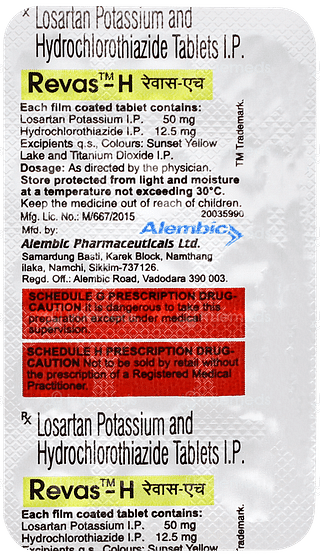 Rx Losartan Potassium and
Hydrochlorothiazide Tablets I.P.
Revas™-H रेवास-एच
Each film coated tablet contains:
Losartan Potassium I.P. 50 mg
Hydrochlorothiazide I.P. 12.5 mg
Excipients q.s., Colours: Sunset Yellow
Lake and Titanium Dioxide I.P.
Dosage: As directed by the physician.
Store protected from light and moisture
at a temperature not exceeding 30°C.
Keep the medicine out of reach of children.
TM Trademark.
Mfg. Lic. No.: M/667/2015 20035990
Mfd. by: Alembic
Alembic Pharmaceuticals Ltd.
Samardung Basti, Karek Block, Namthang
ilaka, Namchi, Sikkim-737126.
Regd. Off.: Alembic Road, Vadodara 390 003.
SCHEDULE G PRESCRIPTION DRUG-
CAUTION It is dangerous to take this
preparation except under medical
supervision.
SCHEDULE H PRESCRIPTION DRUG-
CAUTION Not to be sold by retail without
the prescription of a Registered Medical
Practitioner.
Rx Losartan Potassium and
Hydrochlorothiazide Tablets I.P.
Revas™-H रेवास-एच
Each film coated tablet contains:
Losartan Potassium I.P. 50 mg
Hydrochlorothiazide I.P. 12.5 mg
Excipients q.s., Colours: Sunset Yellow
demark.